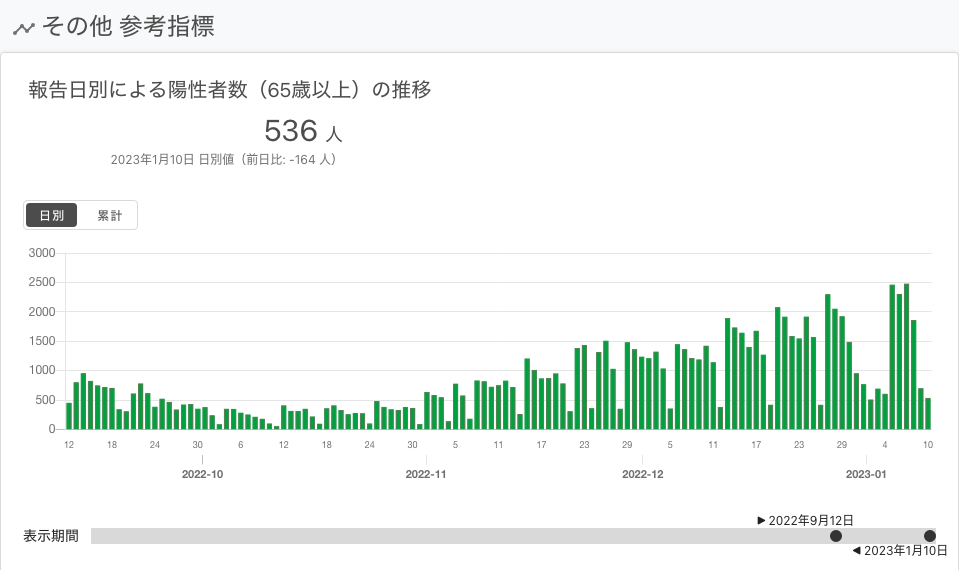 その他 参考指標
報告日別による陽性者数（65歳以上）の推移
536 人
2023年1月10日 日別値（前日比: -164 人）
日別 累計
3000
2500
2000
1500
1000
500
0
12 18 24 30 6 12 18 24 30 5 11 17 23 29 5 11 17 23 29 4 10
2022-10 2022-11 2022-12 2023-01
▶ 2022年9月12日
表示期間
◀ 2023年1月10日